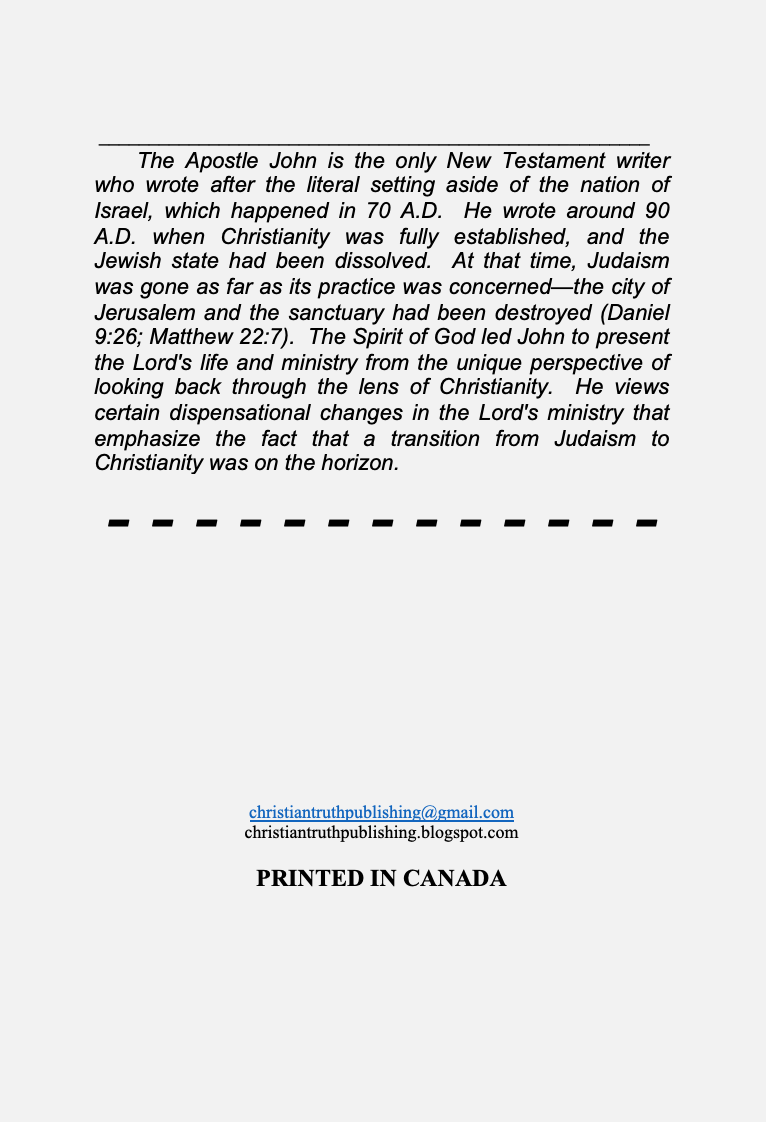 The Apostle John is the only New Testament writer
who wrote after the literal setting aside of the nation of
Israel, which happened in 70 A.D.  He wrote around 90
A.D. when Christianity was fully established, and the
Jewish state had been dissolved.  At that time, Judaism
was gone as far as its practice was concerned—the city of
Jerusalem and the sanctuary had been destroyed (Daniel
9:26; Matthew 22:7).  The Spirit of God led John to present
the Lord's life and ministry from the unique perspective of
looking back through the lens of Christianity.  He views
certain dispensational changes in the Lord's ministry that
emphasize the fact that a transition from Judaism to
Christianity was on the horizon.
christiantruthpublishing@gmail.com
christiantruthpublishing.blogspot.com
PRINTED IN CANADA